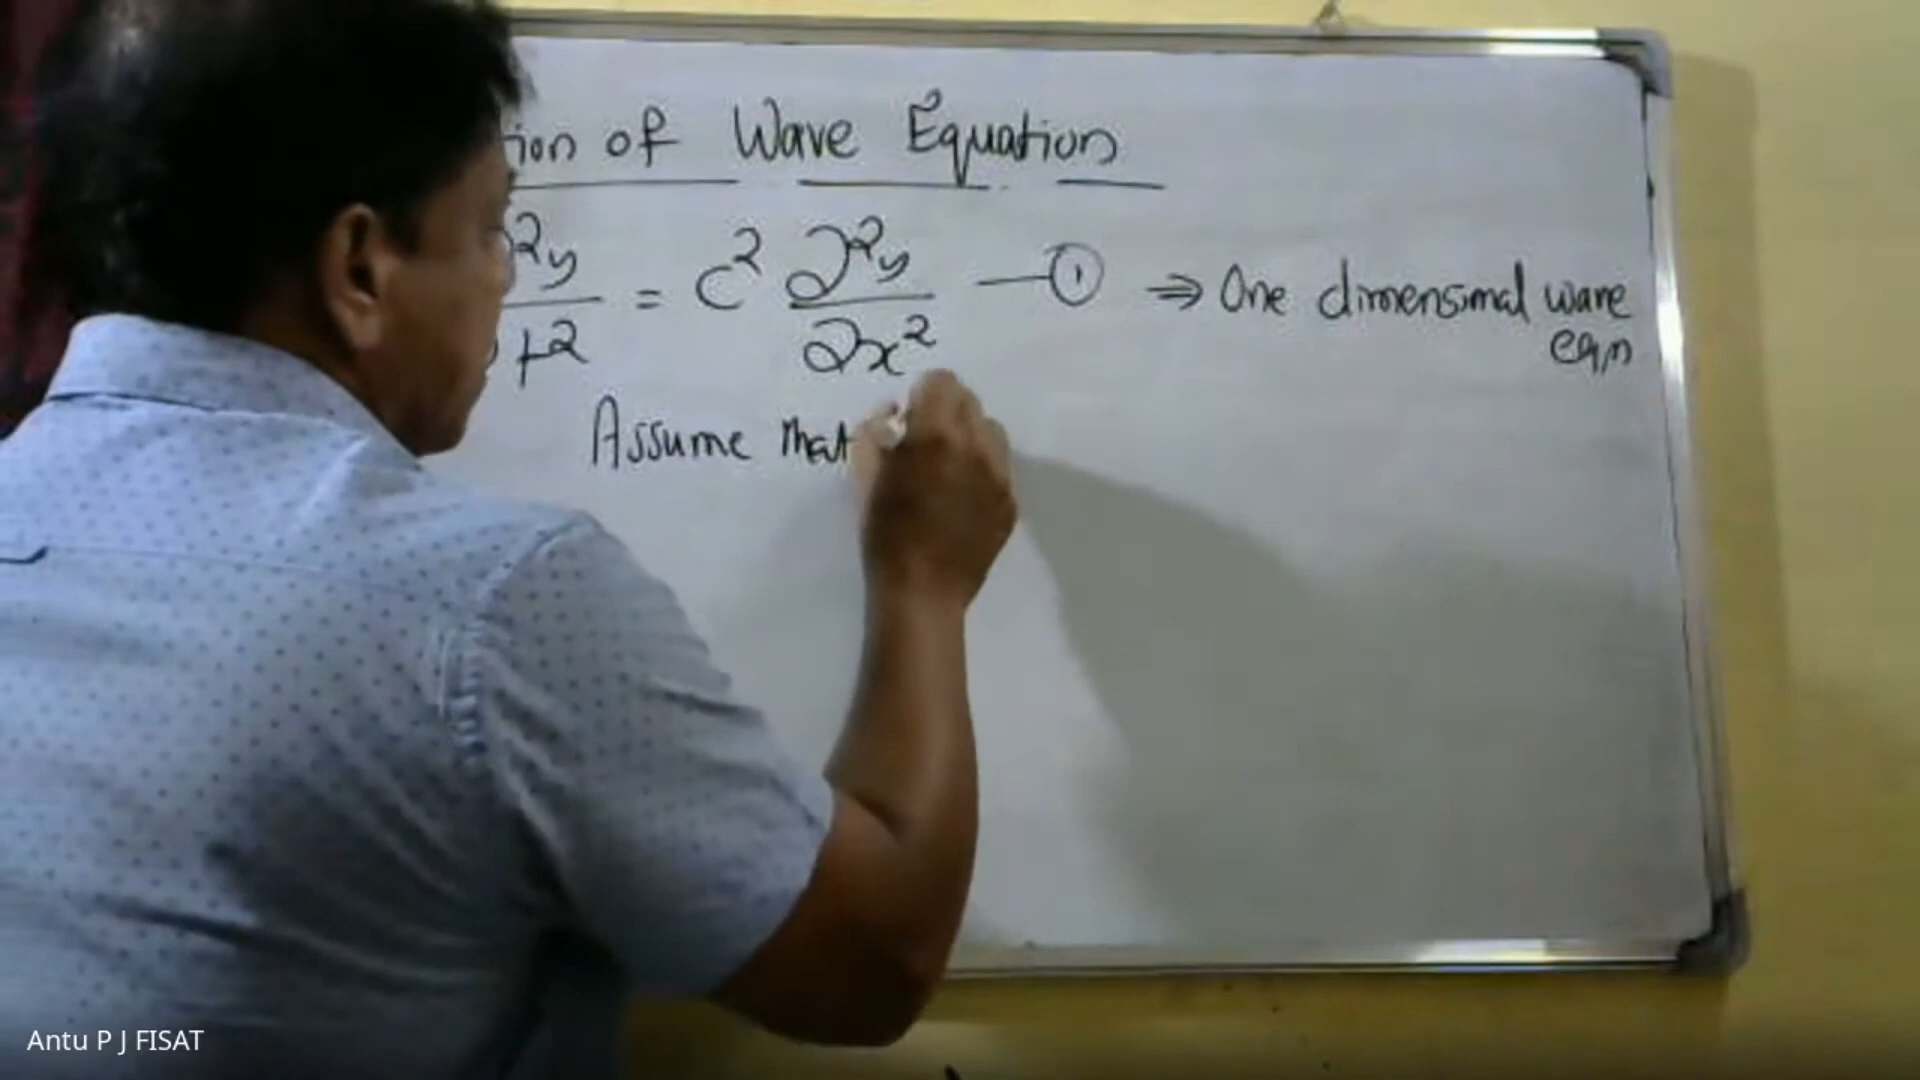 ion of Wave Equation
²y = C² ∂²y —① ⇒ One dimensional wave
t² ∂x² eqn
Assume that
Antu P J FISAT